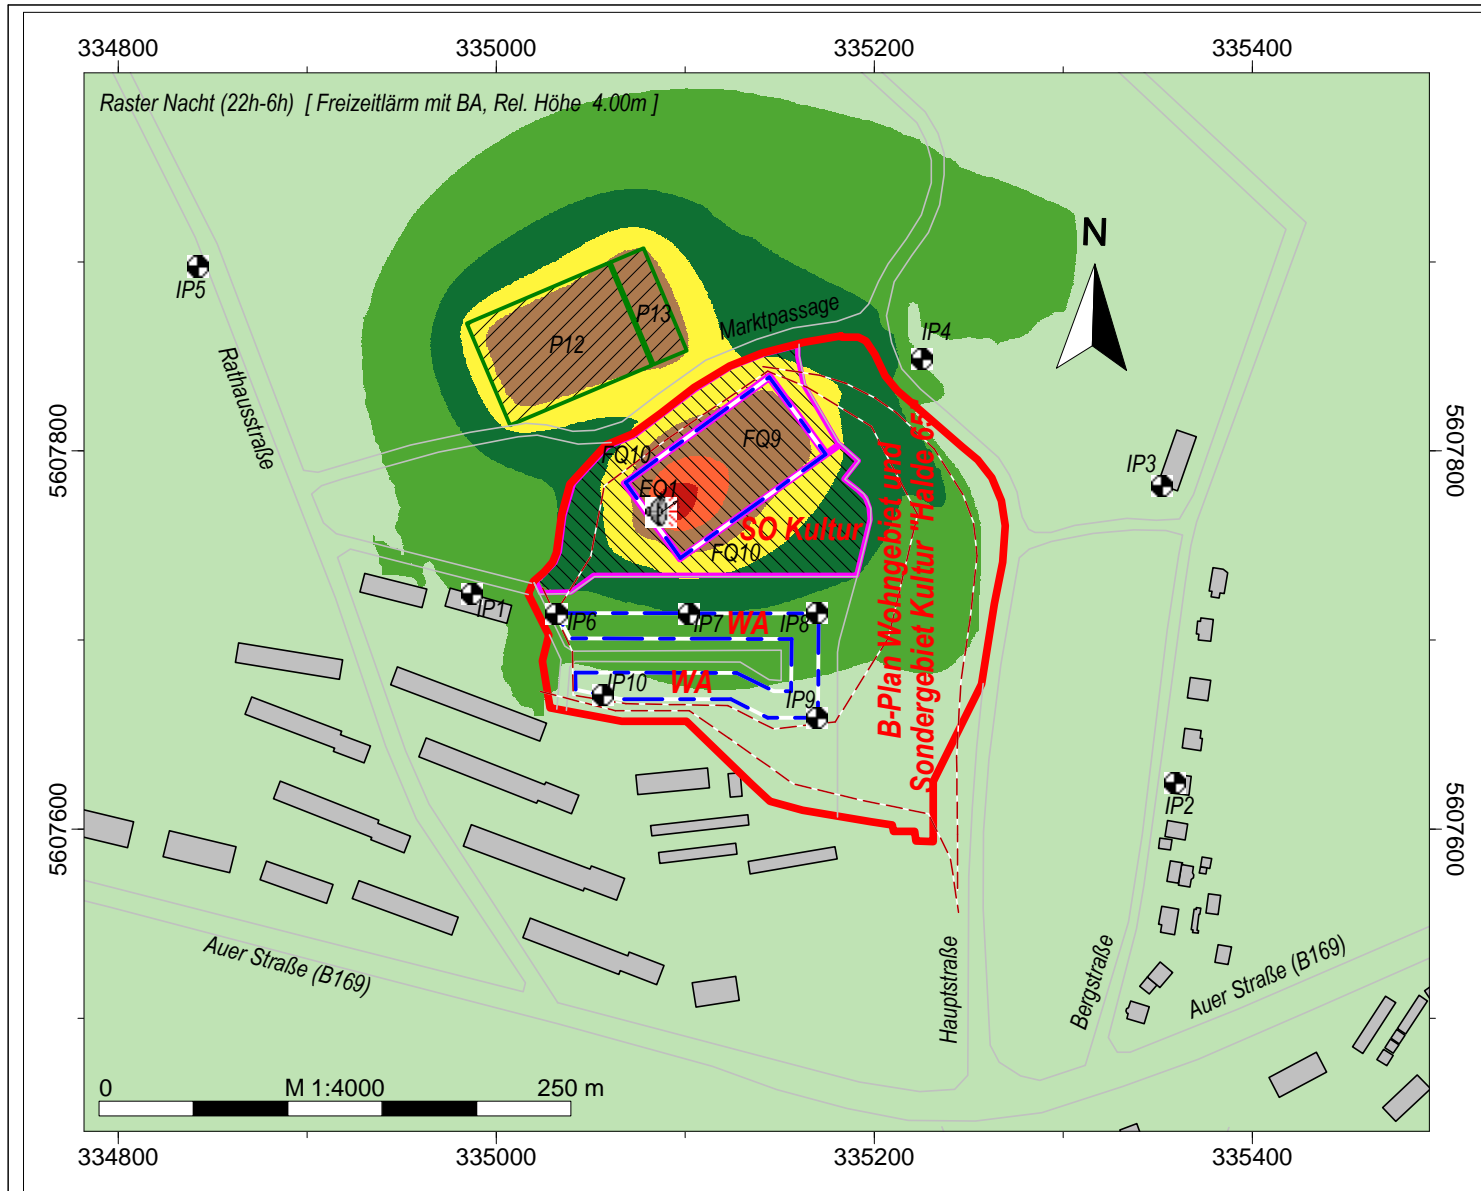 334800 335000 335200 335400
Raster Nacht (22h-6h) [ Freizeitlärm mit BA, Rel. Höhe 4.00m ]
N
IP5
Marktpassage
P13
P12
IP4
Rathausstraße
5607800
5607800
FQ9
FQ10
IP3
EQ1
SO Kultur
FQ10
B-Plan Wohngebiet und
Sondergebiet Kultur "Halde 65"
IP1
IP6
IP7
WA
IP8
WA
IP10
IP9
IP2
5607600
5607600
Auer Straße (B169)
Hauptstraße
Bergstraße
Auer Straße (B169)
0 M 1:4000 250 m
334800 335000 335200 335400